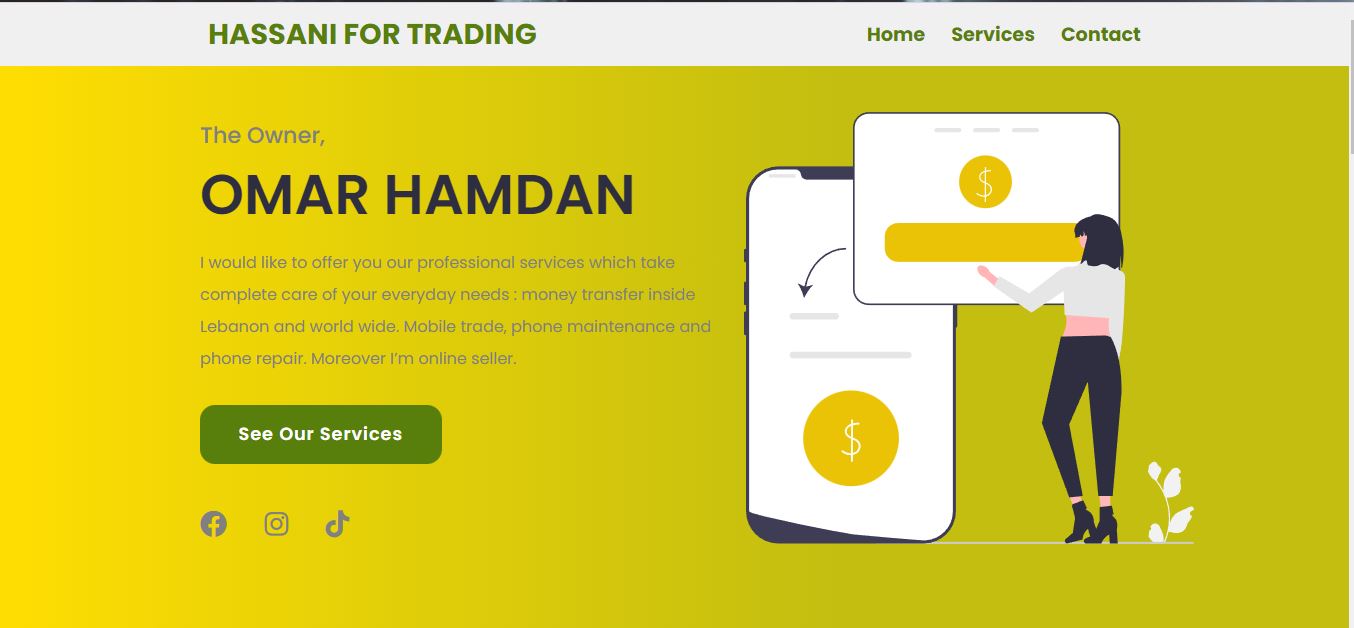 HASSANI FOR TRADING
Home Services Contact
The Owner,
OMAR HAMDAN
I would like to offer you our professional services which take
complete care of your everyday needs : money transfer inside
Lebanon and world wide. Mobile trade, phone maintenance and
phone repair. Moreover I’m online seller.
See Our Services
$
$